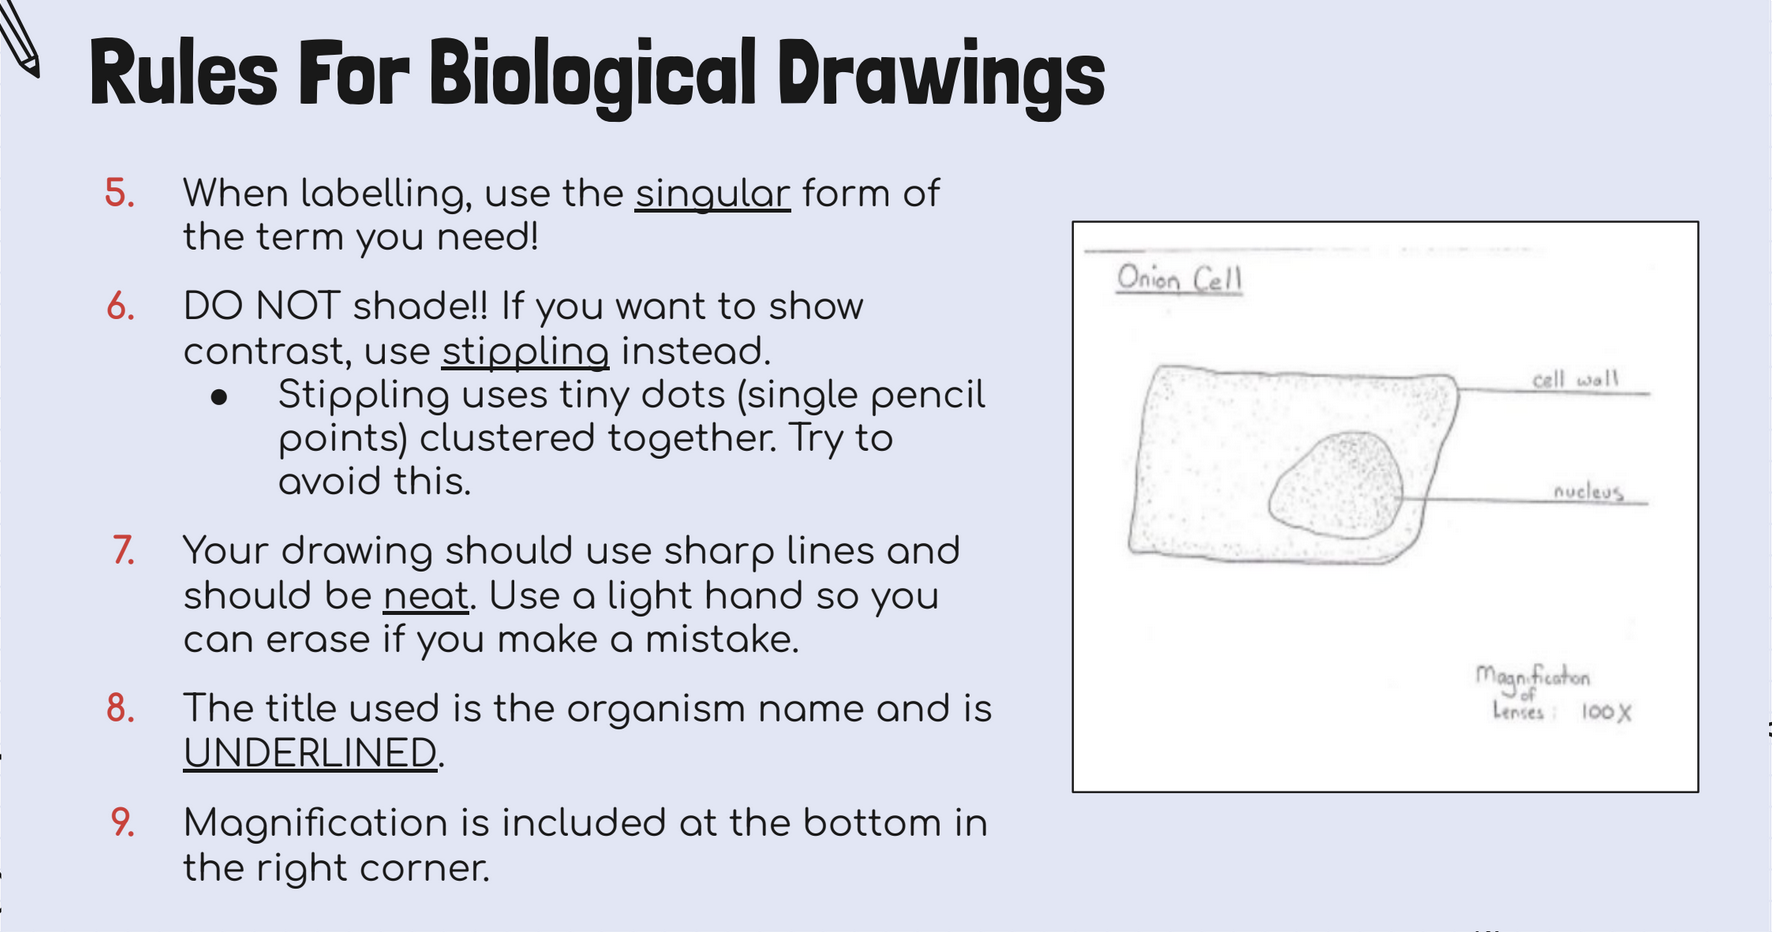 Rules For Biological Drawings
5. When labelling, use the singular form of
the term you need!
6. DO NOT shade!! If you want to show
contrast, use stippling instead.
● Stippling uses tiny dots (single pencil
points) clustered together. Try to
avoid this.
7. Your drawing should use sharp lines and
should be neat. Use a light hand so you
can erase if you make a mistake.
8. The title used is the organism name and is
UNDERLINED.
9. Magnification is included at the bottom in
the right corner.
Onion Cell
cell wall
nucleus
Magnification
of
Lenses: 100X